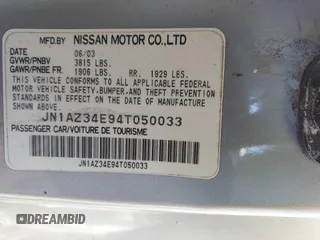 MFD.BY NISSAN MOTOR CO.,LTD
DATE 06/03
GVWR/PNBV 3815 LBS.
GAWR/PNBE FR. 1906 LBS. RR. 1929 LBS.
THIS VEHICLE CONFORMS TO ALL APPLICABLE FEDERAL
MOTOR VEHICLE SAFETY,BUMPER,AND THEFT PREVENTION
STANDARDS IN EFFECT ON THE DATE OF MANUFACTURE
SHOWN ABOVE.
JN1AZ34E94T050033
PASSENGER CAR/VOITURE DE TOURISME
JN1AZ34E94T050033
DREAMBID